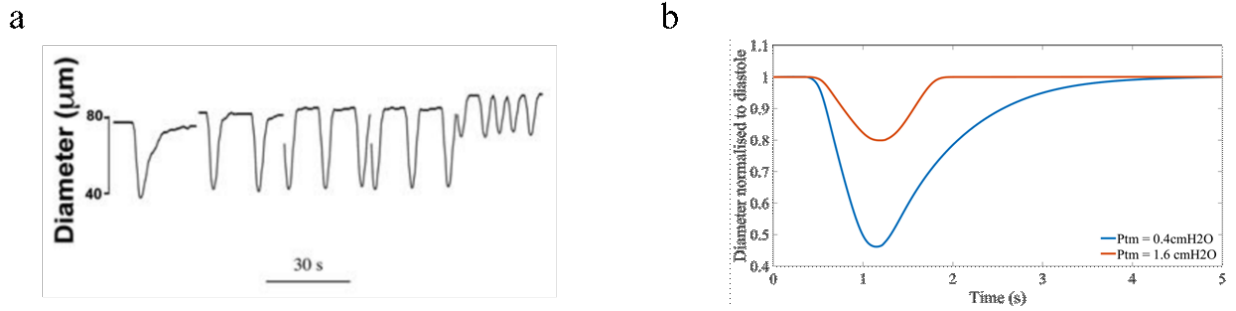 a
Diameter (μm)
80
40
30 s
b
Diameter normalised to diastole
1.1
1
0.9
0.8
0.7
0.6
0.5
0.4
0
1
2
3
4
5
Time (s)
Ptm = 0.4cmH2O
Ptm = 1.6 cmH2O